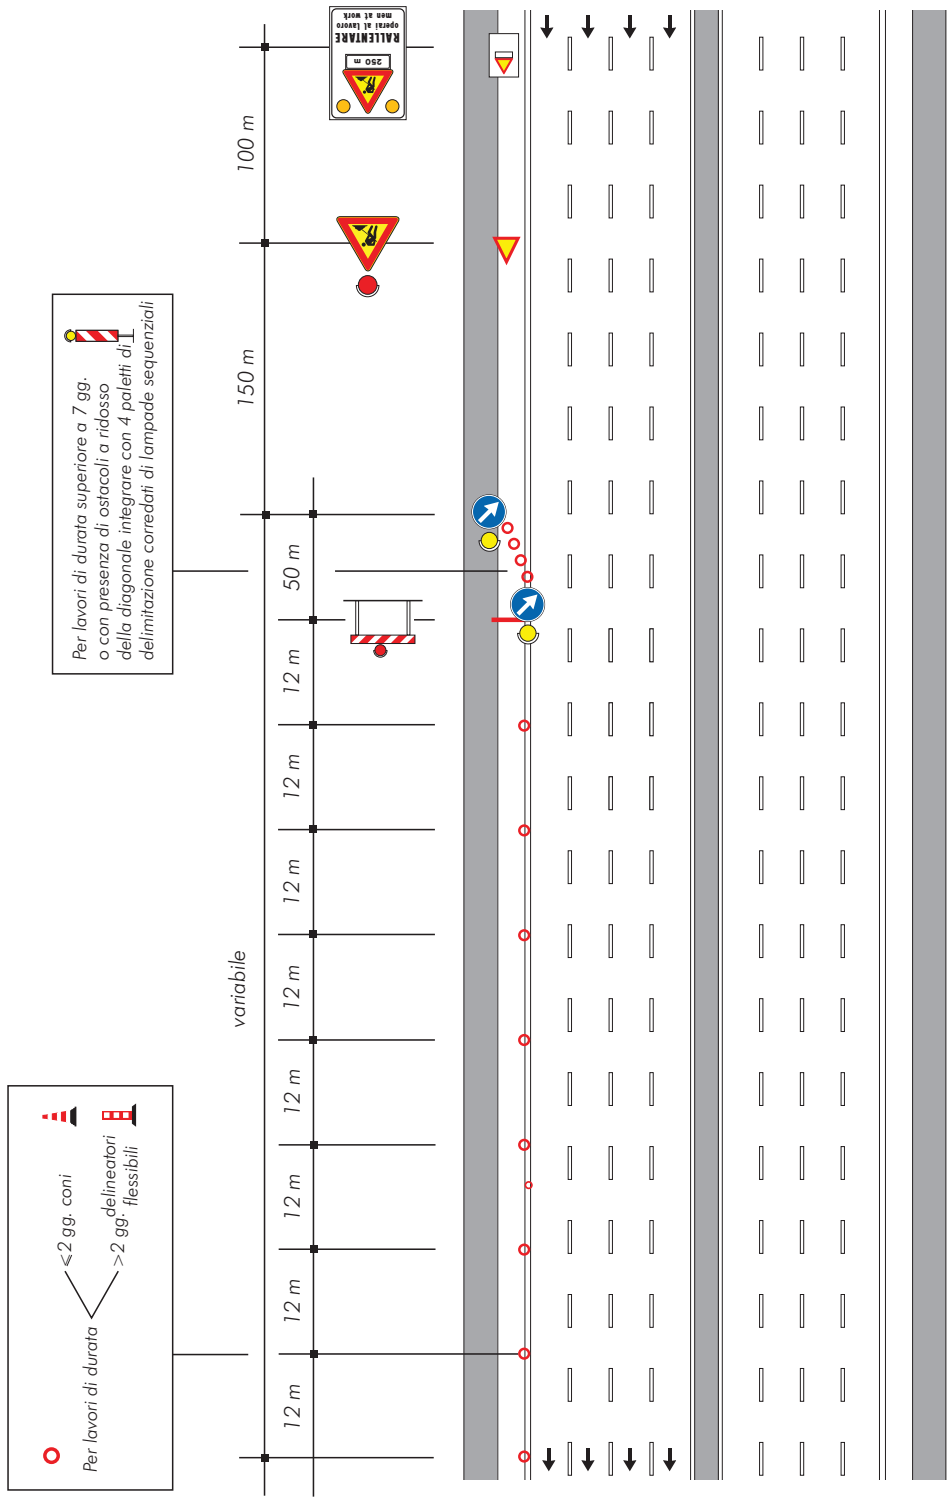 250 m
RALLENTARE
operai al lavoro
men at work
100 m
150 m
Per lavori di durata superiore a 7 gg.
o con presenza di ostacoli a ridosso
della diagonale integrare con 4 paletti di
delimitazione corredati di lampade sequenziali
50 m
12 m
12 m
12 m
12 m
12 m
12 m
12 m
12 m
variabile
Per lavori di durata
⩽2 gg. coni
>2 gg. delineatori
flessibili